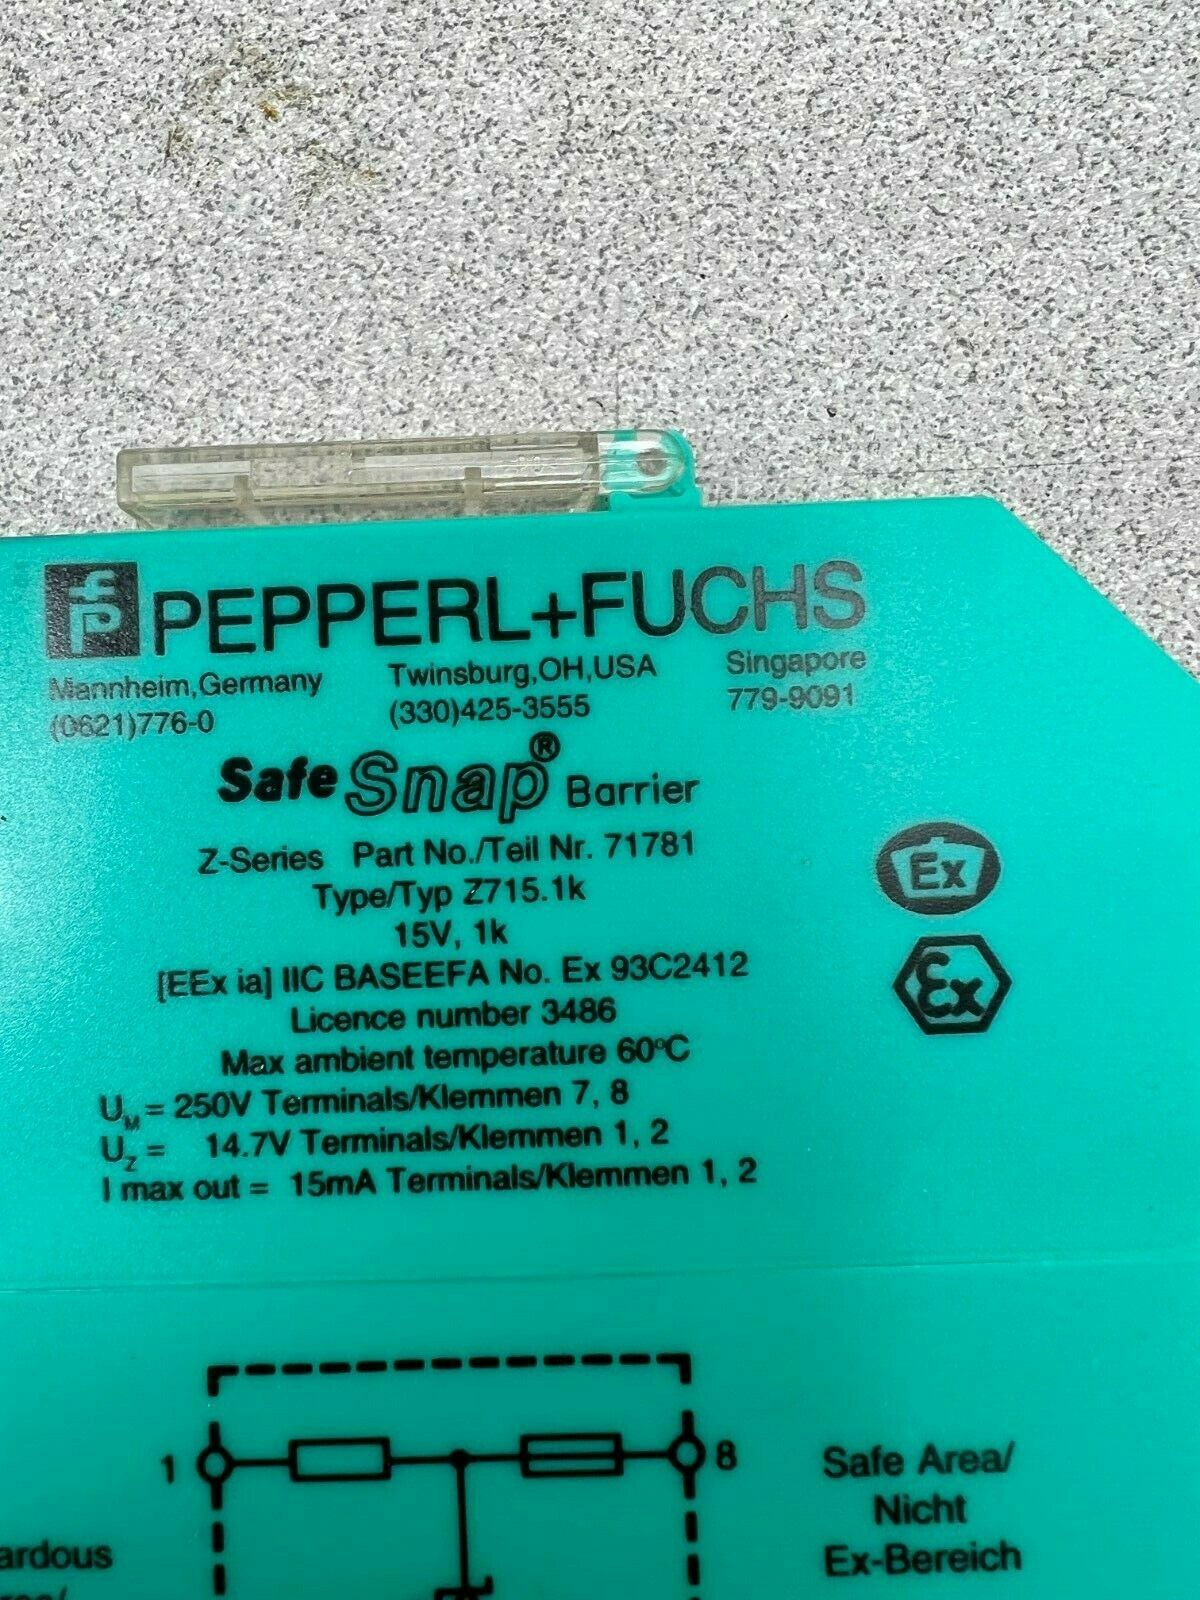 PEPPERL+FUCHS
Mannheim,Germany Twinsburg,OH,USA Singapore
(0621)776-0 (330)425-3555 779-9091
Safe Snap® Barrier
Z-Series Part No./Teil Nr. 71781
Type/Typ Z715.1k
15V, 1k
[EEx ia] IIC BASEEFA No. Ex 93C2412
Licence number 3486
Max ambient temperature 60°C
UM = 250V Terminals/Klemmen 7, 8
UZ = 14.7V Terminals/Klemmen 1, 2
I max out = 15mA Terminals/Klemmen 1, 2
Ex
Ex
1 8
Safe Area/
Nicht
Ex-Bereich
ardous